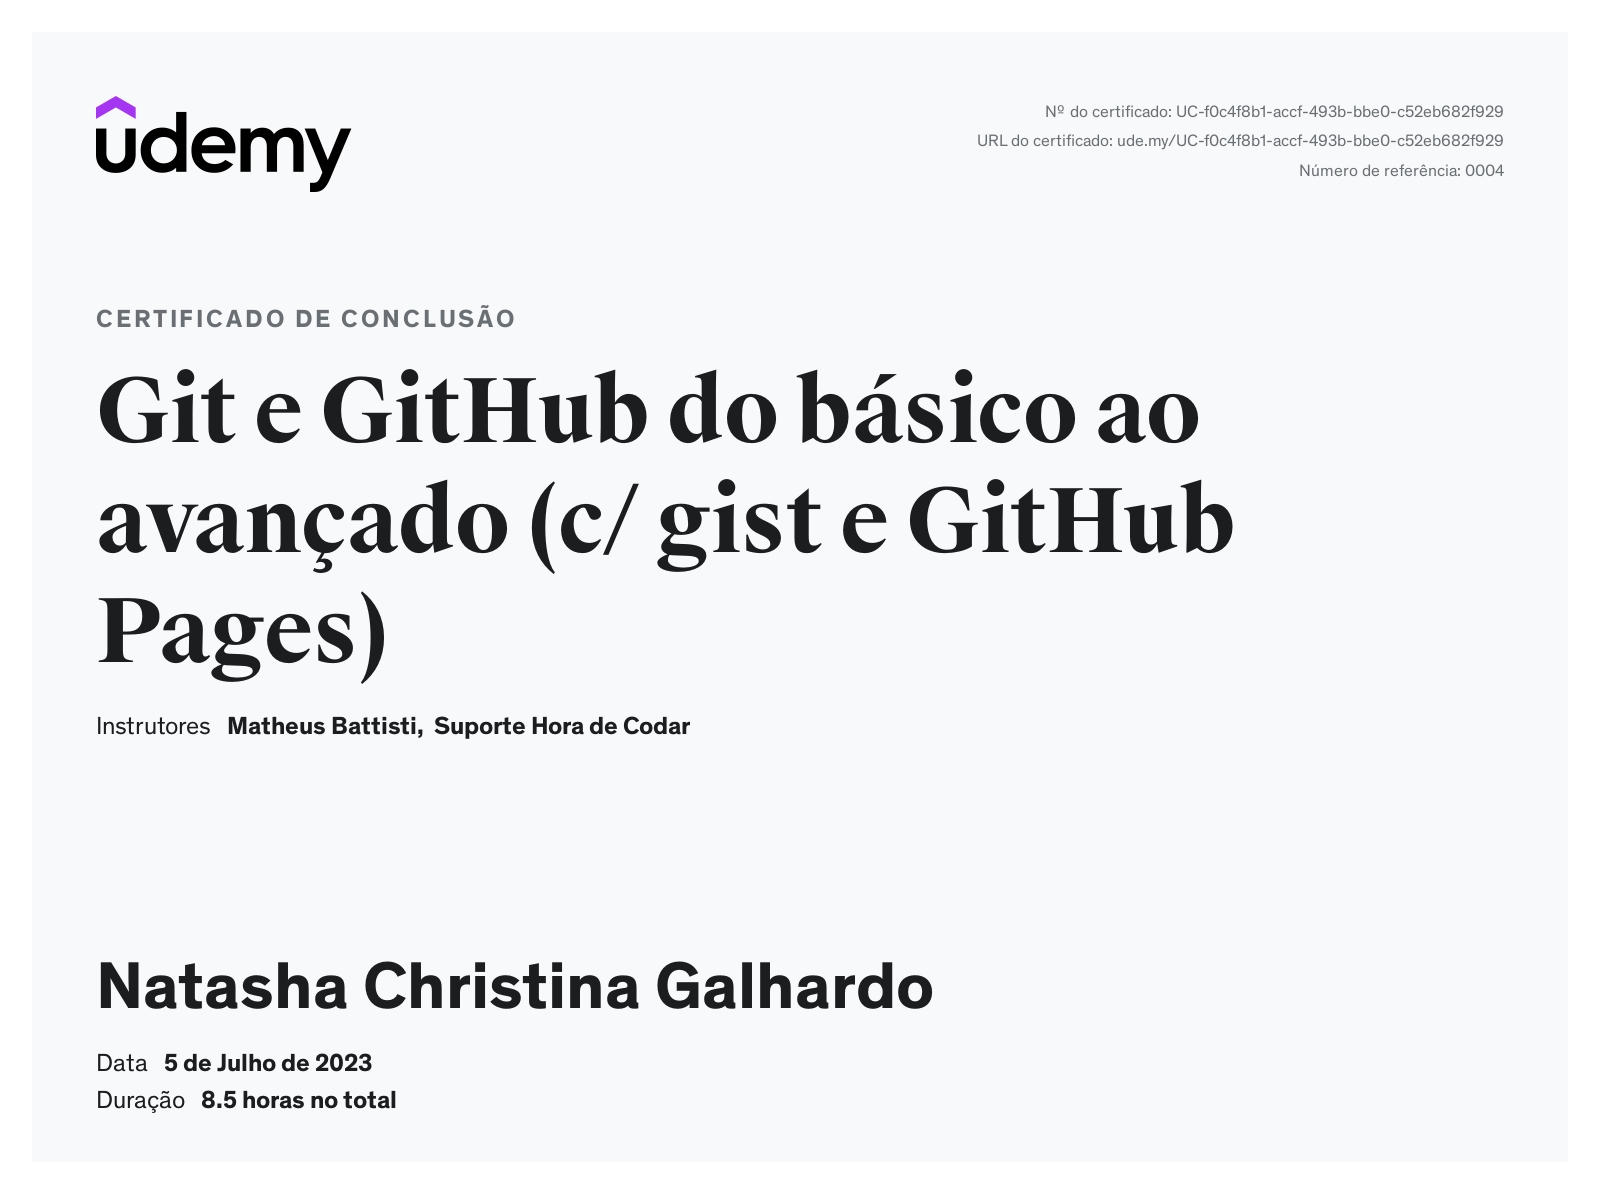 udemy
Nº do certificado: UC-f0c4f8b1-accf-493b-bbe0-c52eb682f929
URL do certificado: ude.my/UC-f0c4f8b1-accf-493b-bbe0-c52eb682f929
Número de referência: 0004
CERTIFICADO DE CONCLUSÃO
Git e GitHub do básico ao
avançado (c/ gist e GitHub
Pages)
Instrutores Matheus Battisti, Suporte Hora de Codar
Natasha Christina Galhardo
Data 5 de Julho de 2023
Duração 8.5 horas no total